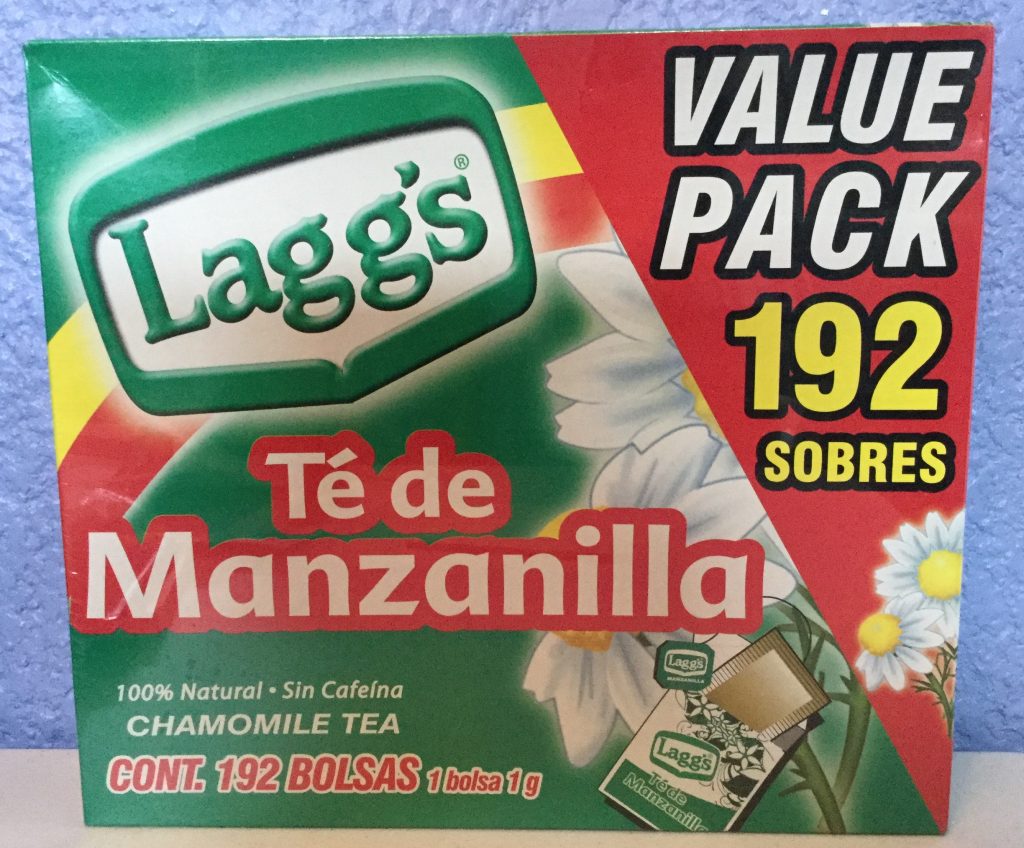 Lagg's®
VALUE
PACK
192
SOBRES
Té de
Manzanilla
100% Natural • Sin Cafeína
CHAMOMILE TEA
CONT. 192 BOLSAS 1 bolsa 1 g
Lagg's
MANZANILLA
Lagg's
Té de
Manzanilla